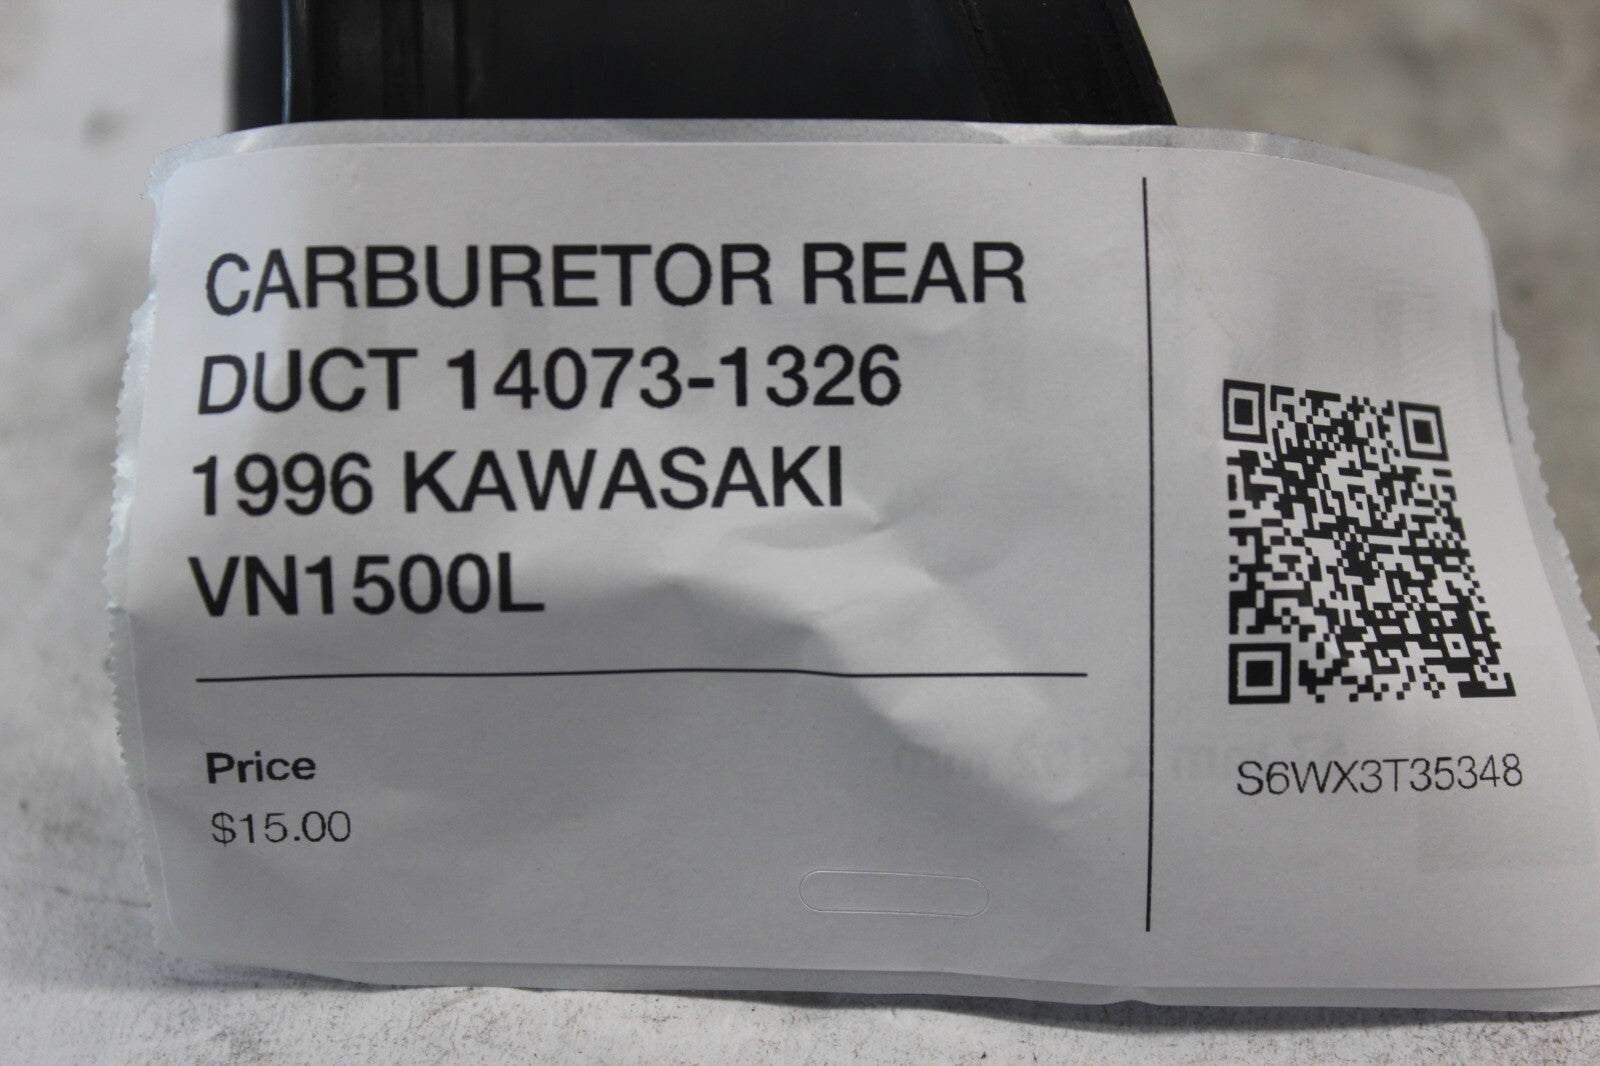 CARBURETOR REAR
DUCT 14073-1326
1996 KAWASAKI
VN1500L
Price
$15.00
S6WX3T35348